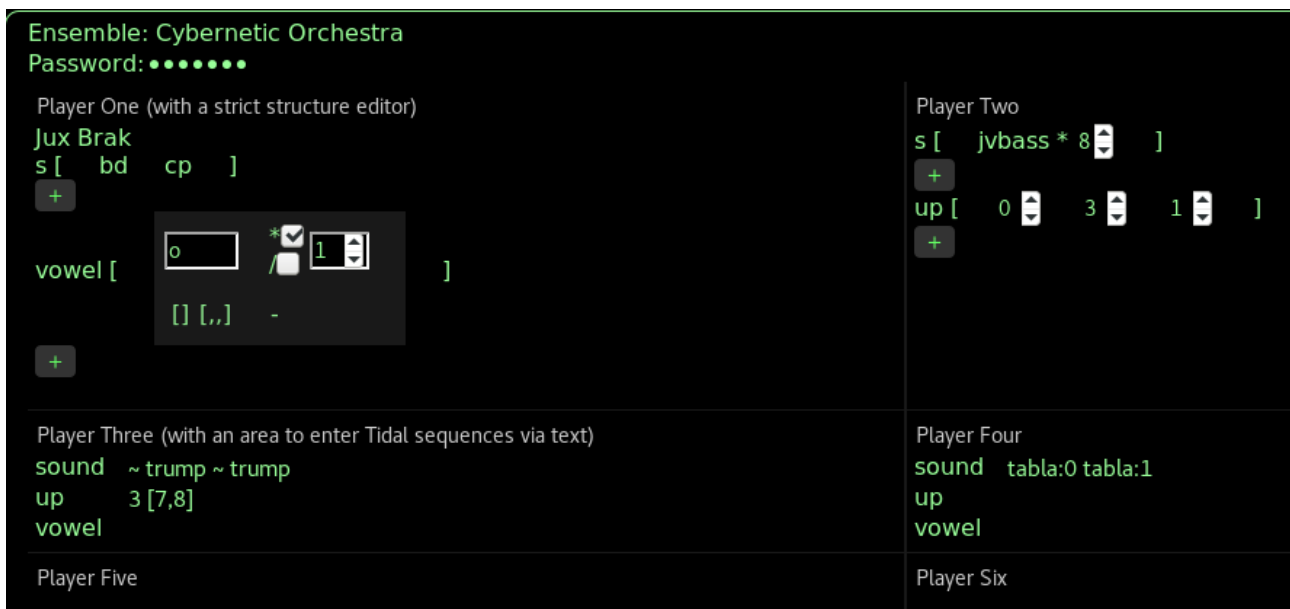 Ensemble: Cybernetic Orchestra
Password: •••••••
Player One (with a strict structure editor)
Jux Brak
s [ bd cp ]
+
vowel [ o * / 1 ]
[] [,,] -
+
Player Two
s [ jvbass * 8 ]
+
up [ 0 3 1 ]
+
Player Three (with an area to enter Tidal sequences via text)
sound ~ trump ~ trump
up 3 [7,8]
vowel
Player Four
sound tabla:0 tabla:1
up
vowel
Player Five
Player Six